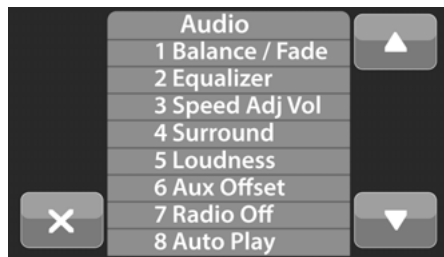 Audio
1 Balance / Fade
2 Equalizer
3 Speed Adj Vol
4 Surround
5 Loudness
6 Aux Offset
7 Radio Off
8 Auto Play